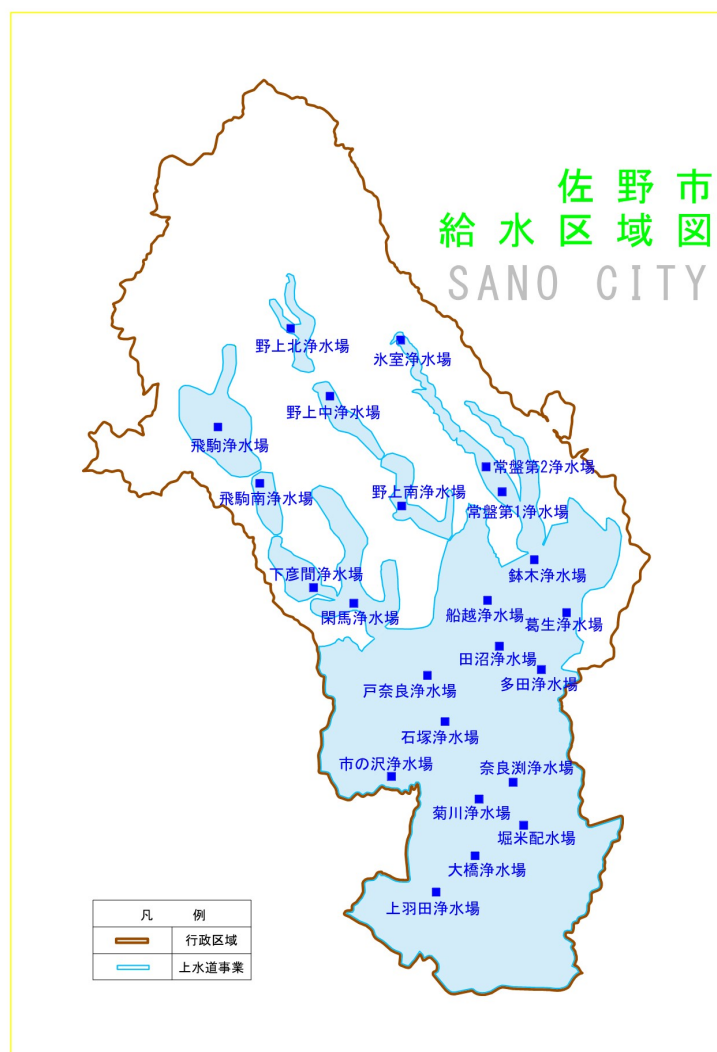 佐野市
給水区域図
SANO CITY
野上北浄水場
氷室浄水場
野上中浄水場
飛駒浄水場
常盤第2浄水場
飛駒南浄水場
野上南浄水場
常盤第1浄水場
下彦間浄水場
鉢木浄水場
閑馬浄水場
船越浄水場
葛生浄水場
田沼浄水場
多田浄水場
戸奈良浄水場
石塚浄水場
市の沢浄水場
奈良渕浄水場
菊川浄水場
堀米配水場
大橋浄水場
上羽田浄水場
凡 例
行政区域
上水道事業